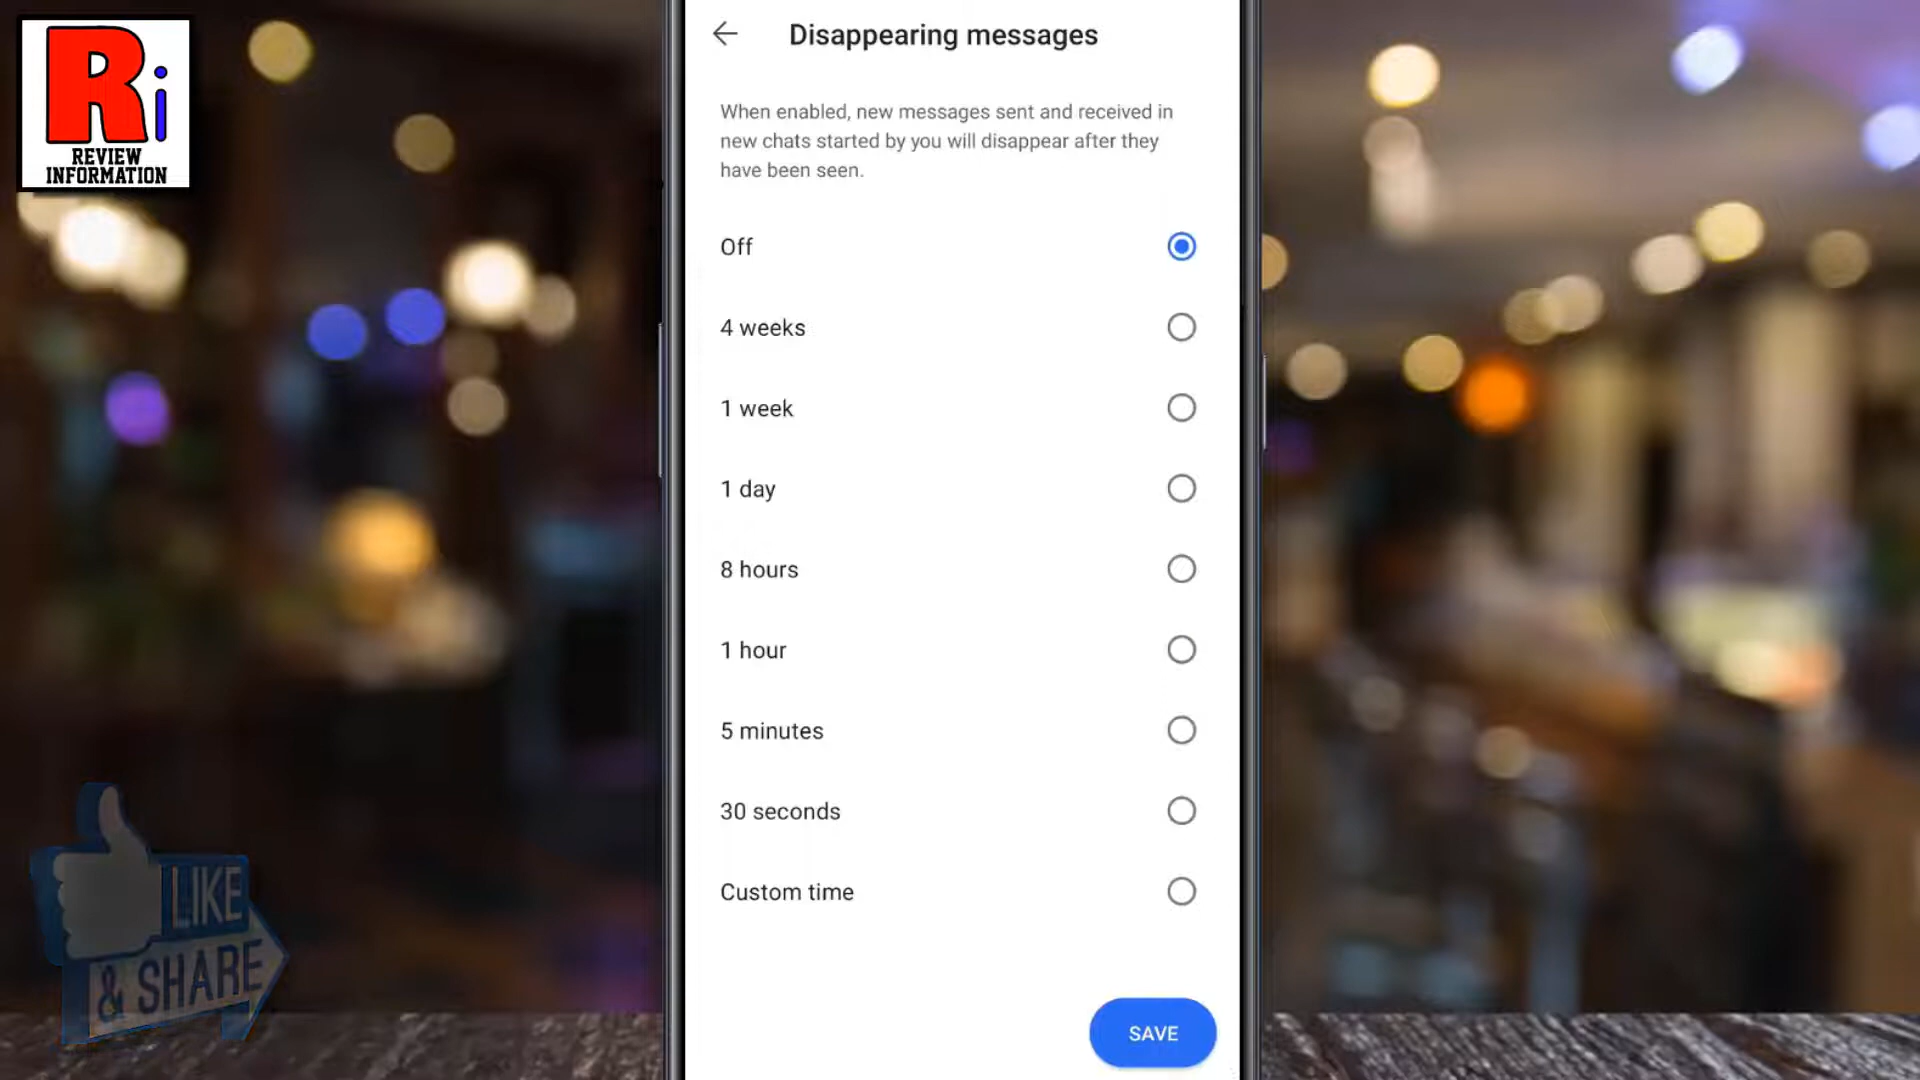 Ri
REVIEW
INFORMATION
Disappearing messages
When enabled, new messages sent and received in
new chats started by you will disappear after they
have been seen.
Off
4 weeks
1 week
1 day
8 hours
1 hour
5 minutes
30 seconds
Custom time
SAVE
LIKE
& SHARE